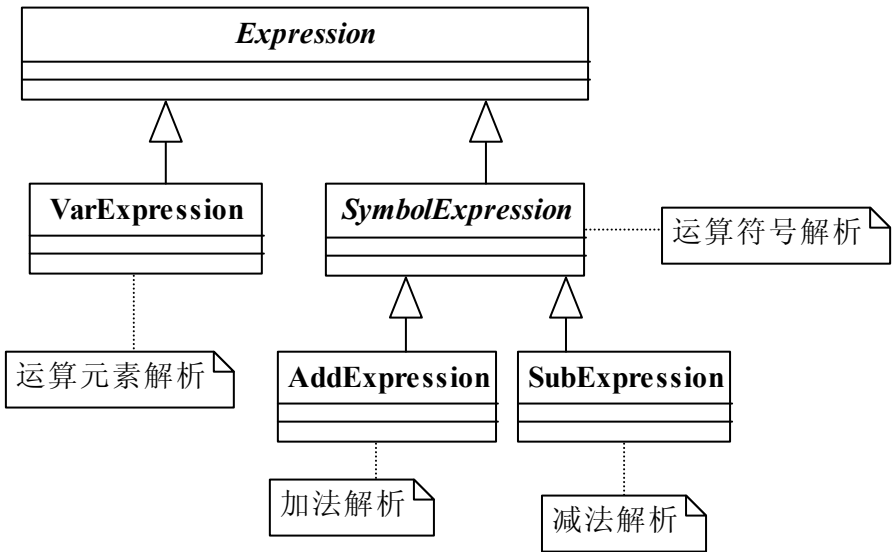 Expression
VarExpression
SymbolExpression
运算符号解析
运算元素解析
AddExpression
SubExpression
加法解析
减法解析